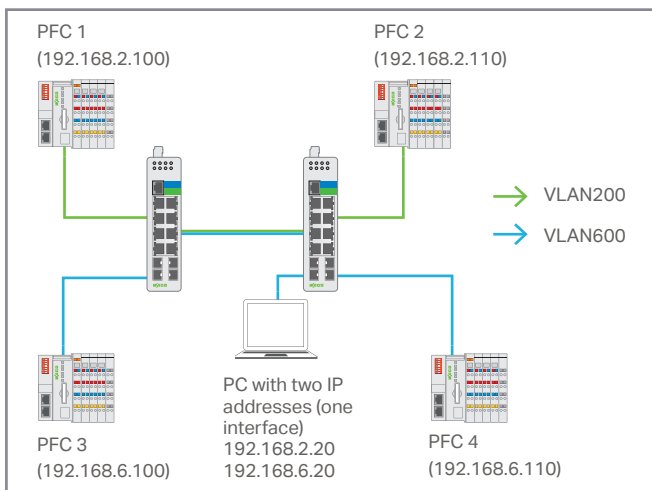 PFC 1
(192.168.2.100)
PFC 2
(192.168.2.110)
VLAN200
VLAN600
PFC 3
(192.168.6.100)
PC with two IP
addresses (one
interface)
192.168.2.20
192.168.6.20
PFC 4
(192.168.6.110)